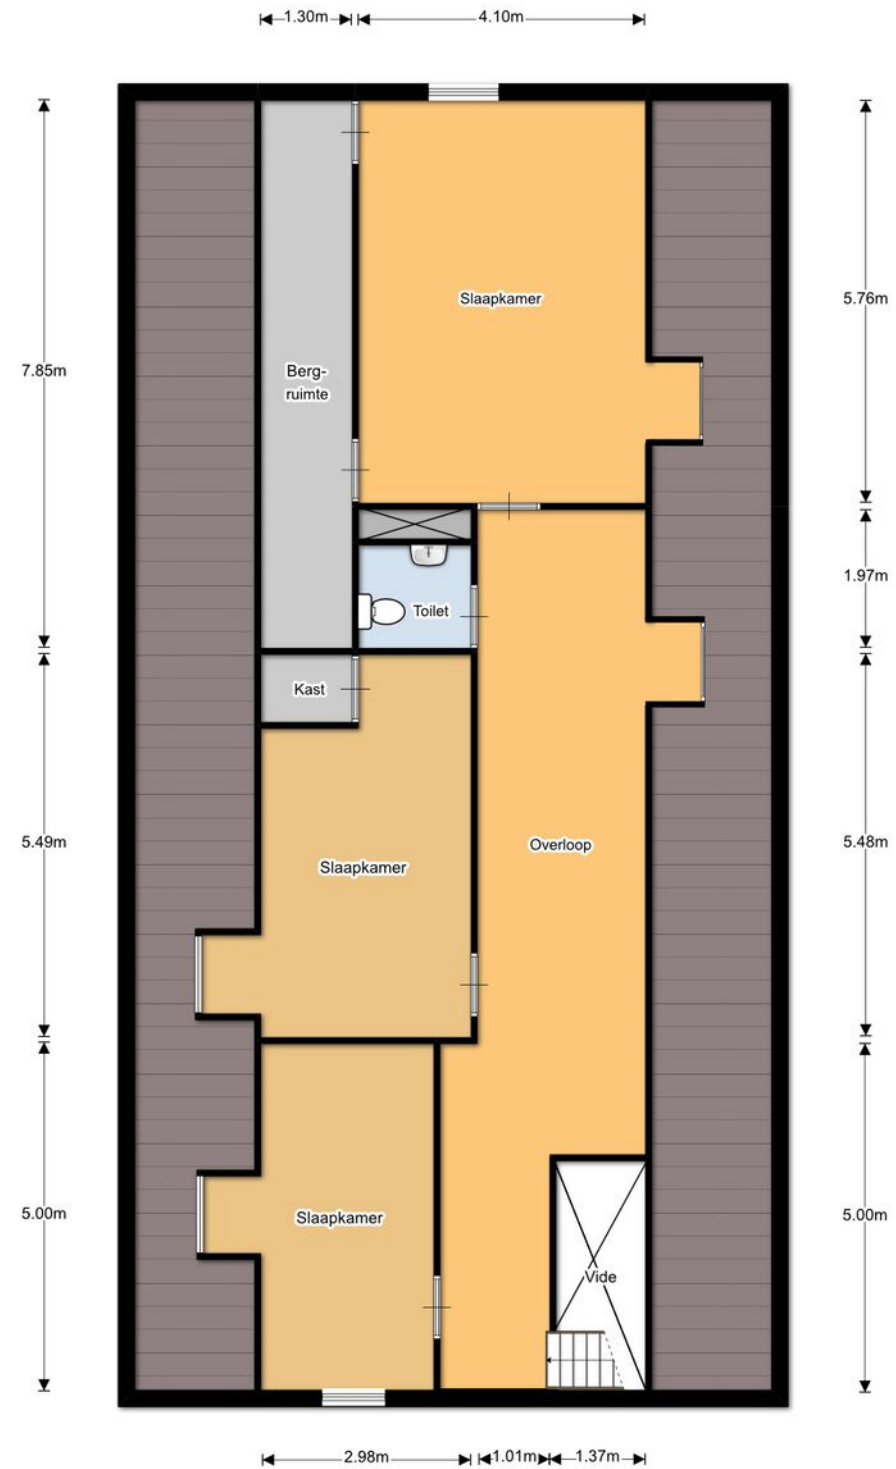 1.30m
4.10m
Slaapkamer
5.76m
7.85m
Berg-
ruimte
1.97m
Toilet
Kast
5.49m
Overloop
5.48m
Slaapkamer
5.00m
Slaapkamer
5.00m
Vide
2.98m
1.01m
1.37m